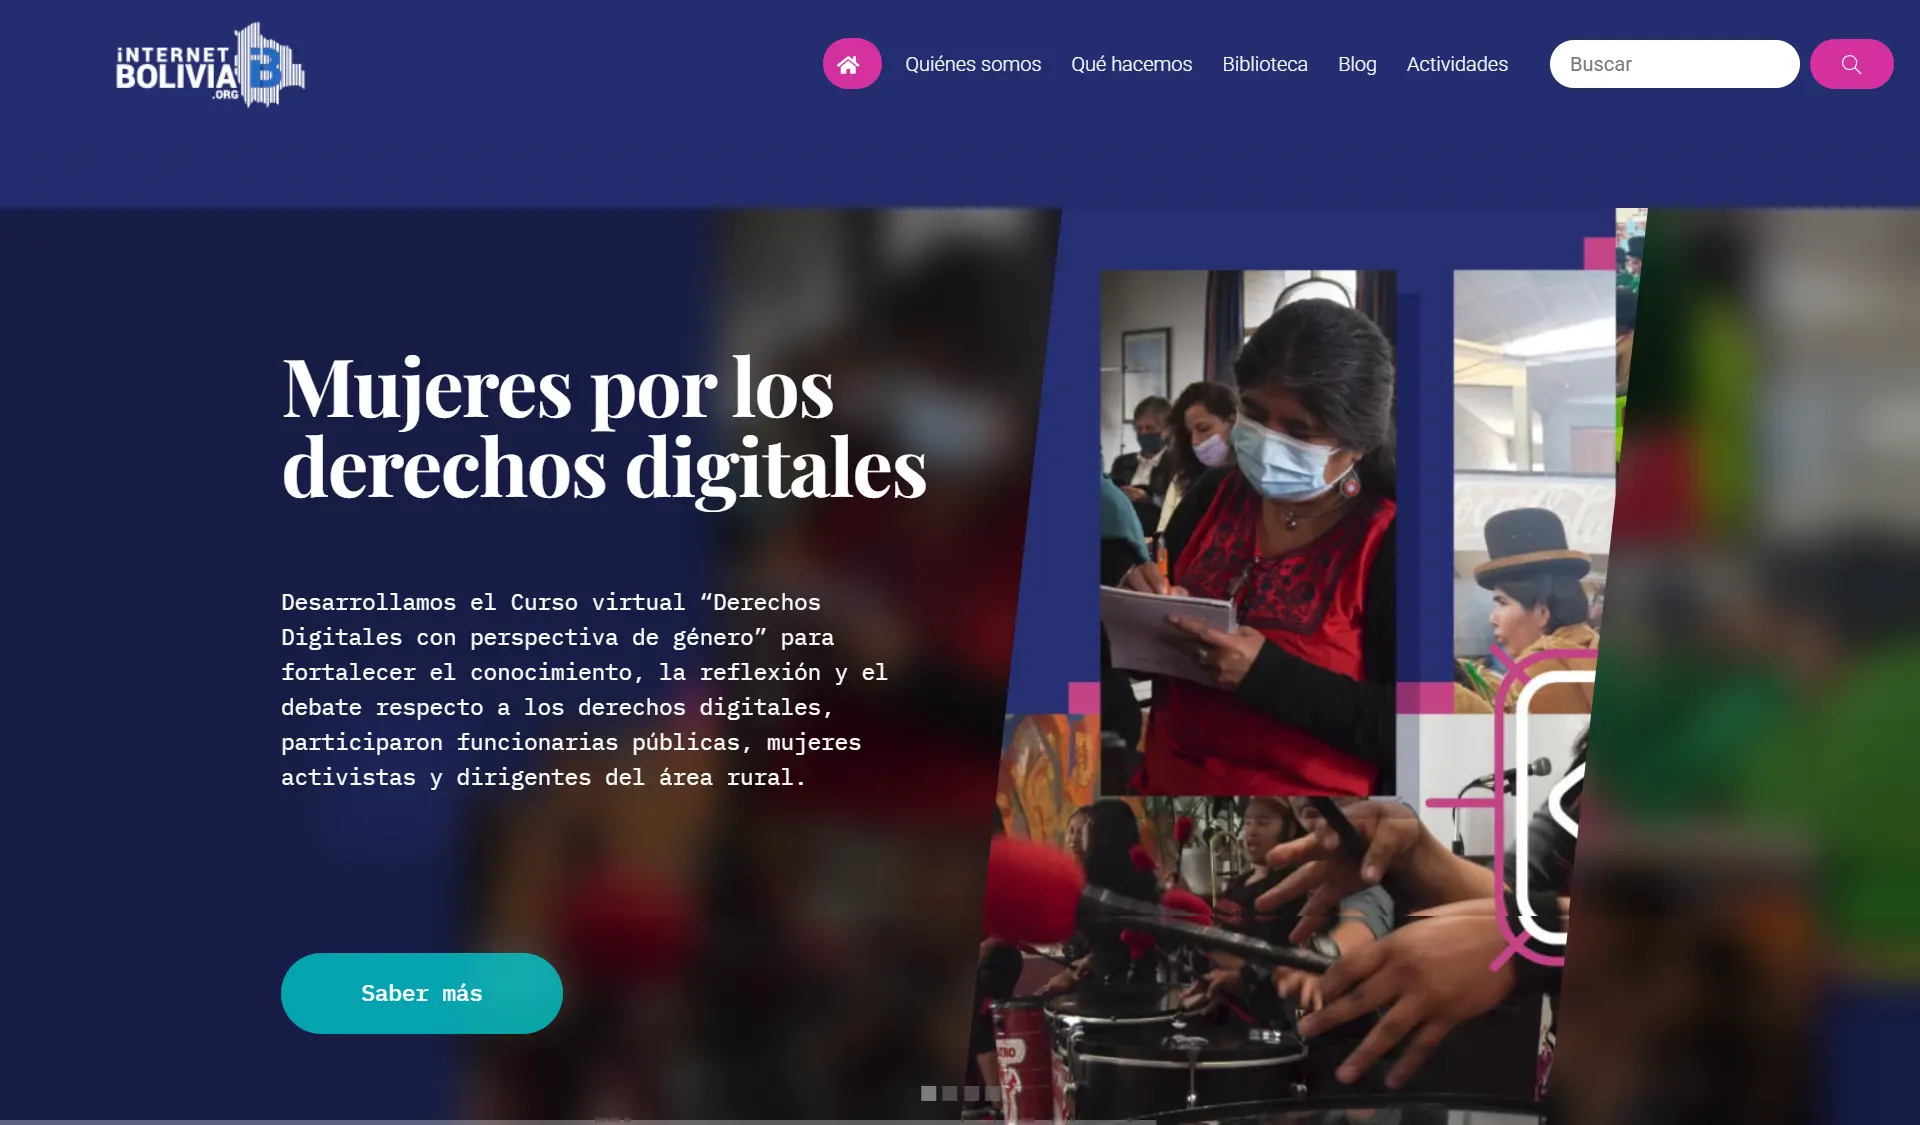 iNTERNET
BOLIVIA
.ORG
B
Quiénes somos
Qué hacemos
Biblioteca
Blog
Actividades
Buscar
Mujeres por los
derechos digitales
Desarrollamos el Curso virtual “Derechos
Digitales con perspectiva de género” para
fortalecer el conocimiento, la reflexión y el
debate respecto a los derechos digitales,
participaron funcionarias públicas, mujeres
activistas y dirigentes del área rural.
Saber más